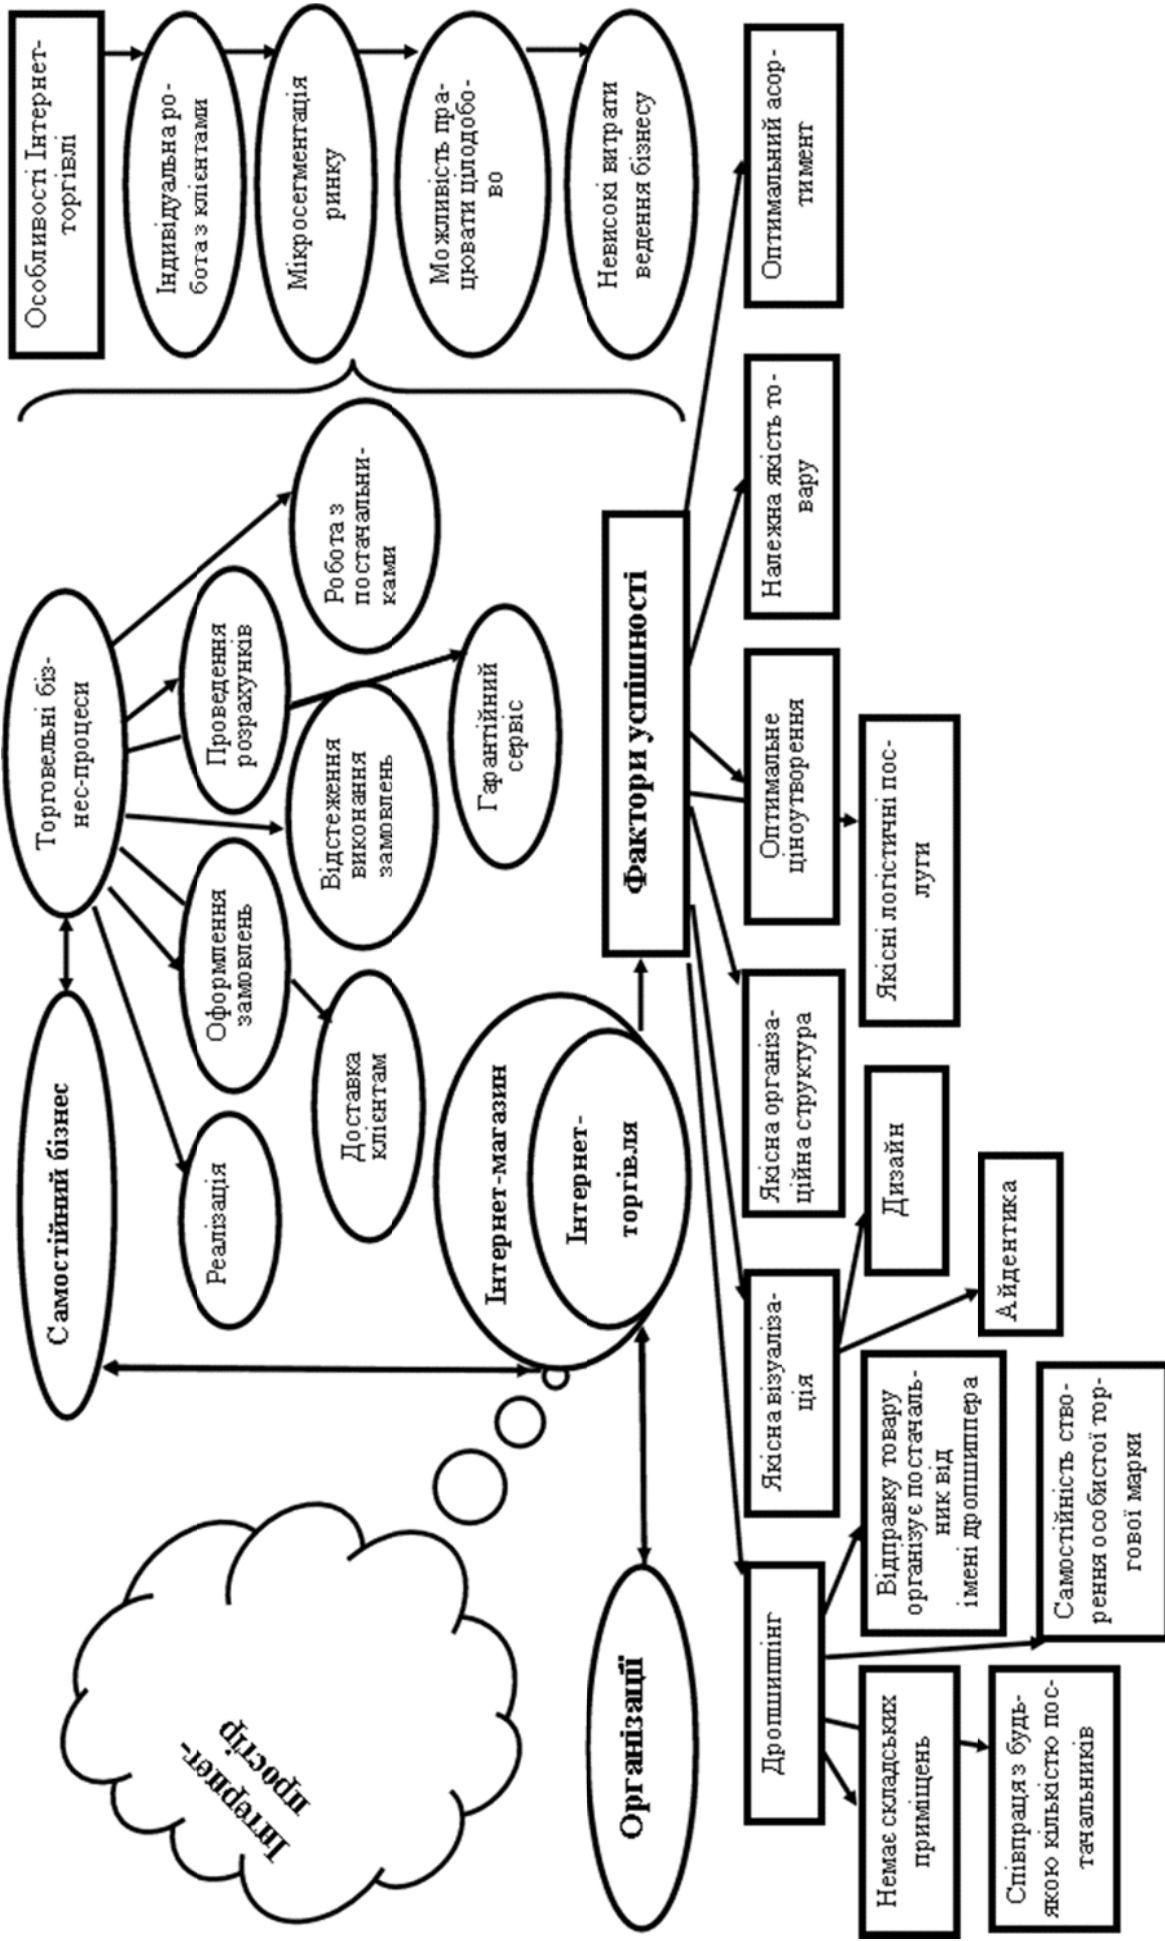 Інтернет-
простір
Самостійний бізнес
Торговельні біз-
нес-процеси
Реалізація
Оформлення
замовлень
Проведення
розрахунків
Доставка
клієнтам
Відстеження
виконання
замовлень
Робота з
постачальни-
ками
Гарантійний
сервіс
Особливості Інтернет-
торгівлі
Індивідуальна ро-
бота з клієнтами
Мікросегментація
ринку
Можливість пра-
цювати цілодобо-
во
Невисокі витрати
ведення бізнесу
Інтернет-магазин
Інтернет-
торгівля
Організації
Фактори успішності
Дропшиппінг
Якісна візуаліза-
ція
Якісна організа-
ційна структура
Оптимальне
ціноутворення
Належна якість то-
вару
Оптимальний асор-
тимент
Немає складських
приміщень
Відправку товару
організує постачаль-
ник від
імені дропшиппера
Дизайн
Якісні логістичні пос-
луги
Співпраця з будь-
якою кількістю пос-
тачальників
Самостійність ство-
рення особистої тор-
гової марки
Айдентика